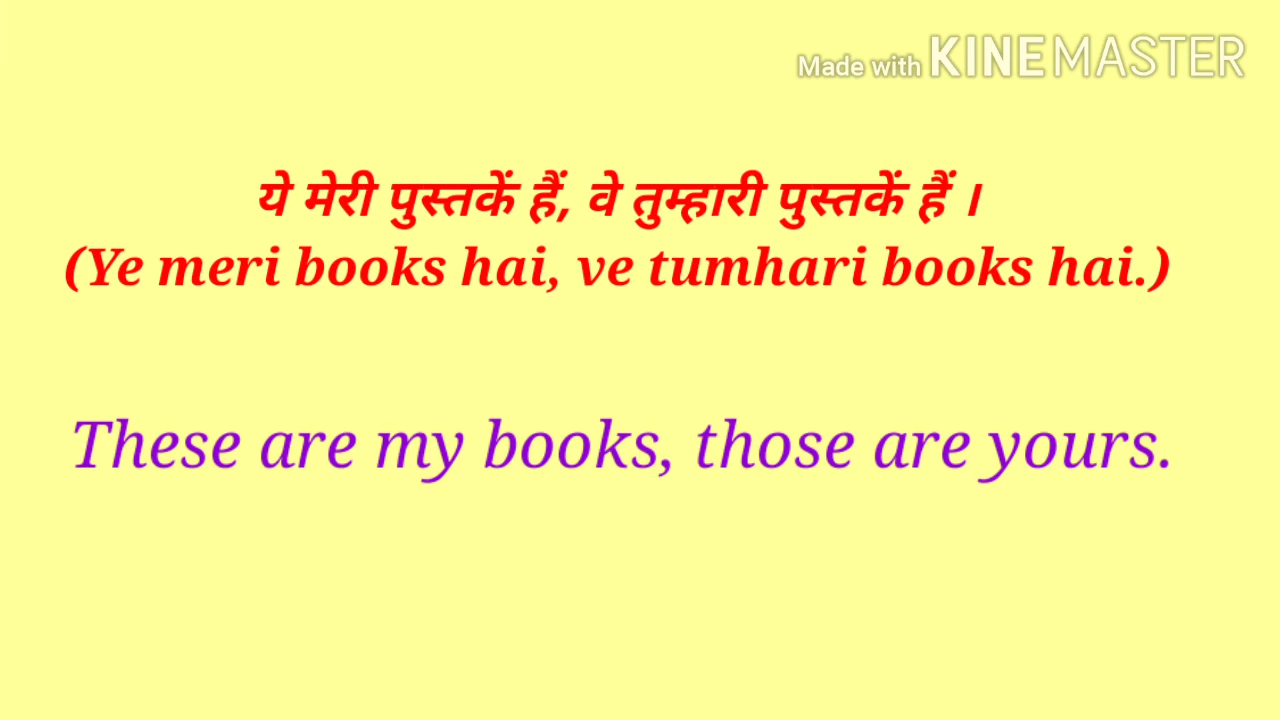 Made with KINEMASTER
ये मेरी पुस्तकें हैं, वे तुम्हारी पुस्तकें हैं ।
(Ye meri books hai, ve tumhari books hai.)
These are my books, those are yours.